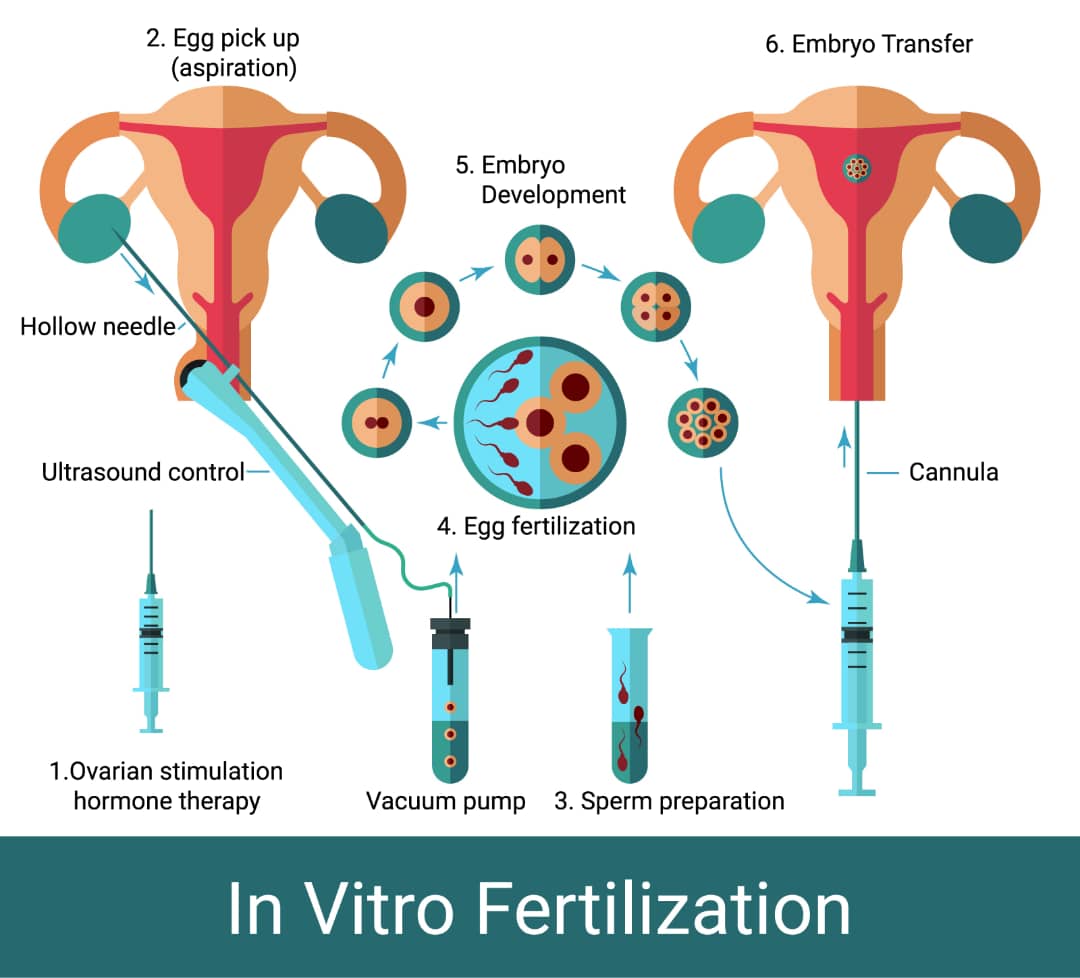 2. Egg pick up
(aspiration)
6. Embryo Transfer
5. Embryo
Development
Hollow needle
Ultrasound control
Cannula
4. Egg fertilization
1.Ovarian stimulation
hormone therapy
Vacuum pump
3. Sperm preparation
In Vitro Fertilization